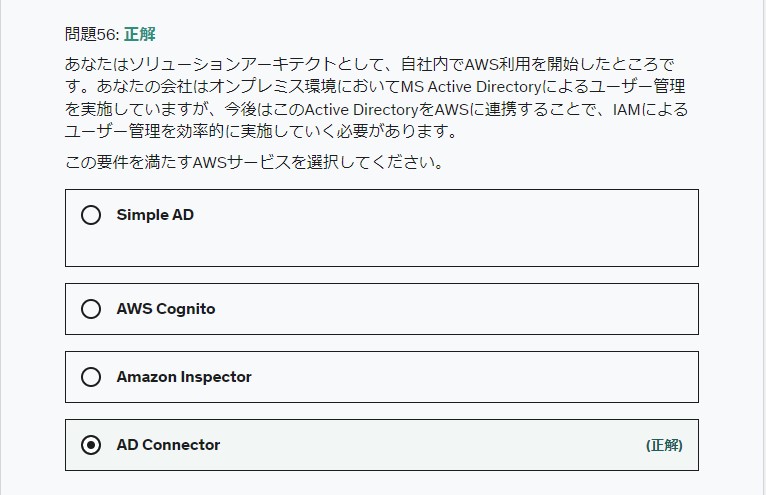 問題56: 正解
あなたはソリューションアーキテクトとして、自社内でAWS利用を開始したところで
す。あなたの会社はオンプレミス環境においてMS Active Directoryによるユーザー管理
を実施していますが、今後はこのActive DirectoryをAWSに連携することで、IAMによる
ユーザー管理を効率的に実施していく必要があります。
この要件を満たすAWSサービスを選択してください。
Simple AD
AWS Cognito
Amazon Inspector
AD Connector (正解)